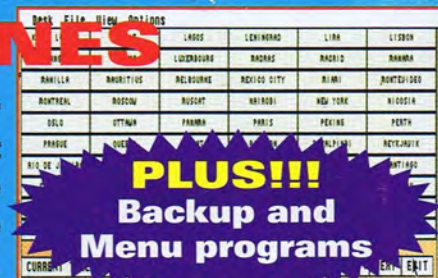 Desk File View Options
NES
LAGOS LENINGRAD LIMA LISBON
LUXEMBOURG MADRAS MADRID MANAMA
MANILLA MAURITIUS MELBOURNE MEXICO CITY MIAMI MONTEVIDEO
MONTREAL MOSCOW MUSCAT NAIROBI NEW YORK NICOSIA
OSLO OTTAWA PANAMA PARIS PEKING PERTH
PRAGUE REYKJAVIK
RIO DE
PLUS!!!
Backup and
Menu programs
EXIT